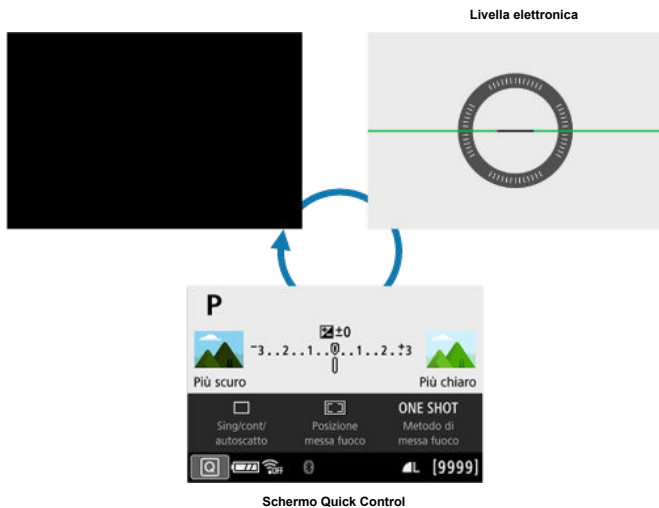 Livella elettronica
P
±0
-3..2..1..0..1..2.+3
Più scuro
Più chiaro
ONE SHOT
Sing/cont/
autoscatto
Posizione
messa fuoco
Metodo di
messa fuoco
Q
OFF
L
[9999]
Schermo Quick Control